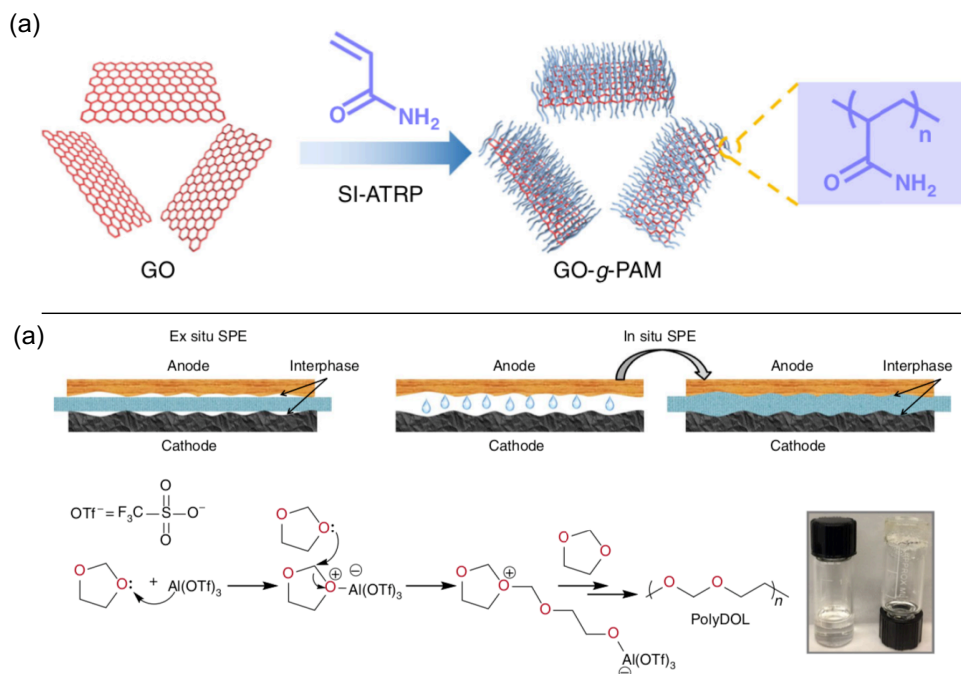 (a)
O
NH₂
SI-ATRP
GO
GO-g-PAM
n
O
NH₂
(a)
Ex situ SPE
Anode
Interphase
Cathode
Anode
Cathode
In situ SPE
Anode
Interphase
Cathode
OTf⁻ = F₃C—S—O⁻
O
O
O
O:
+ Al(OTf)₃
O
O:
O
⊕ ⊖
O—Al(OTf)₃
O
⊕
O
O
O
Al(OTf)₃
⊖
O
O
O
O
n
PolyDOL